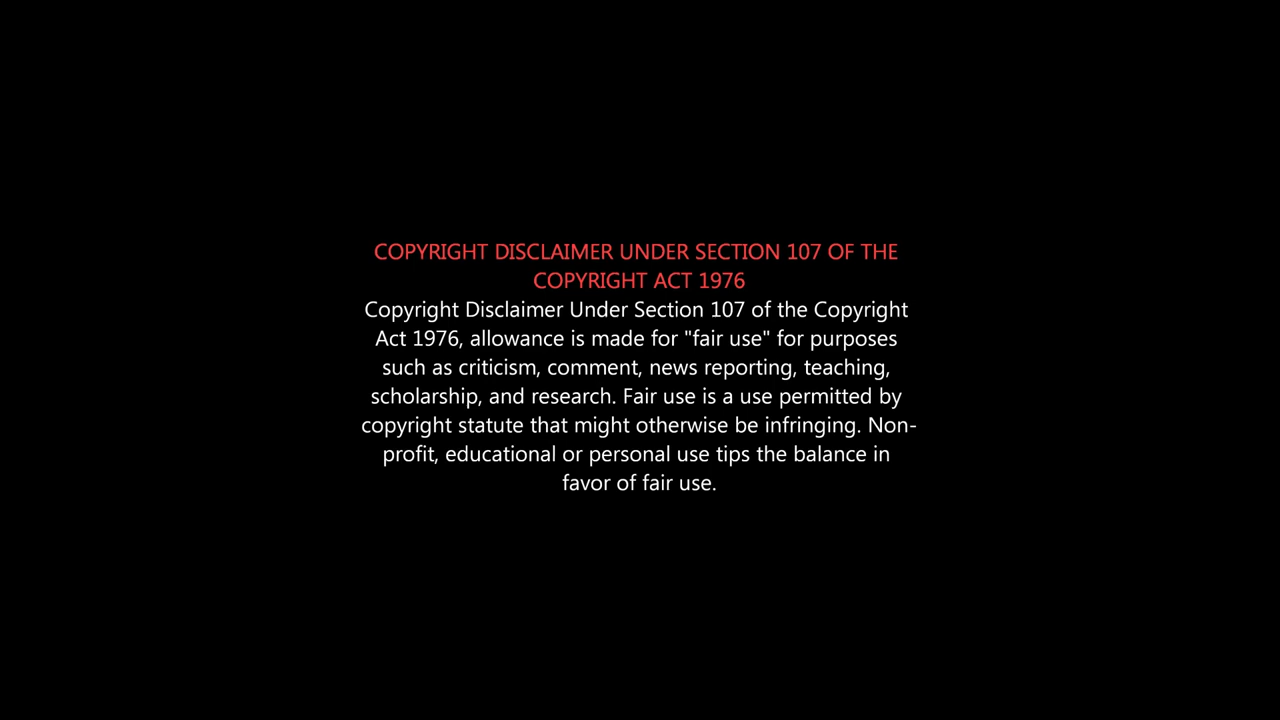 COPYRIGHT DISCLAIMER UNDER SECTION 107 OF THE
COPYRIGHT ACT 1976
Copyright Disclaimer Under Section 107 of the Copyright
Act 1976, allowance is made for "fair use" for purposes
such as criticism, comment, news reporting, teaching,
scholarship, and research. Fair use is a use permitted by
copyright statute that might otherwise be infringing. Non-
profit, educational or personal use tips the balance in
favor of fair use.